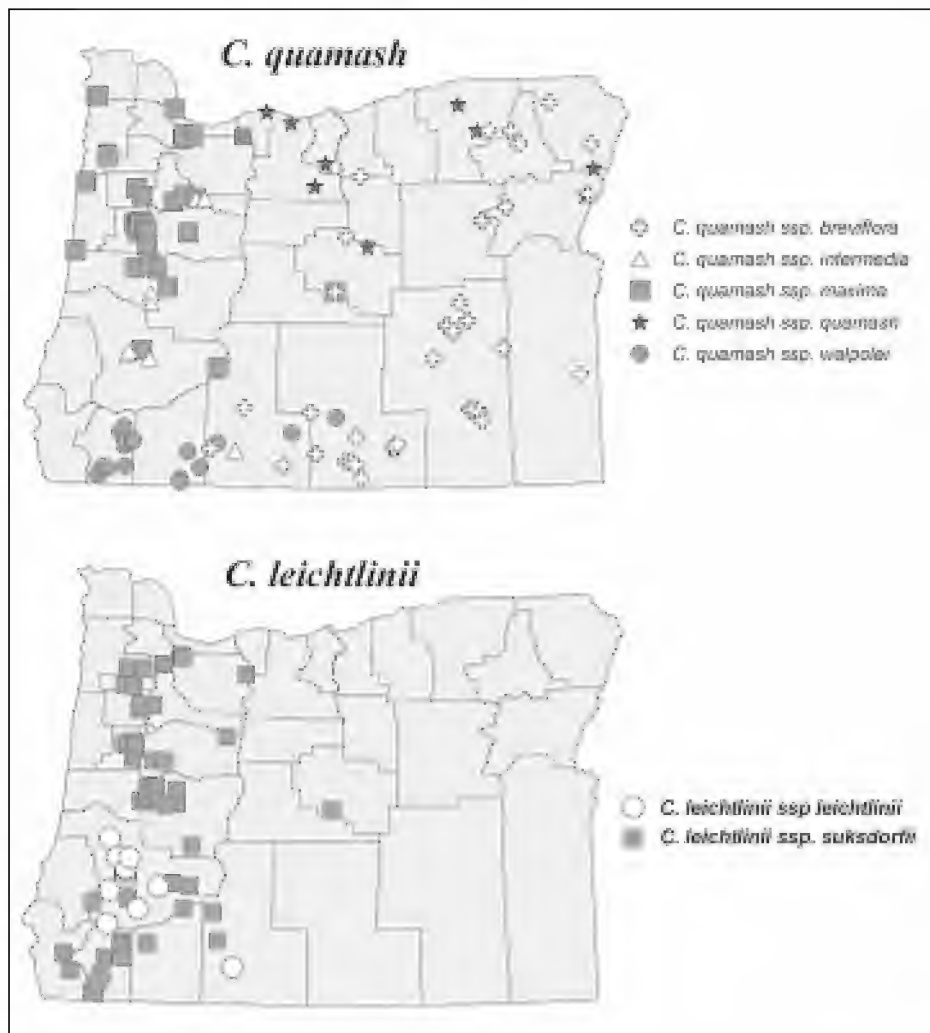 C. quamash
C. quamash ssp. breviflora
C. quamash ssp. intermedia
C. quamash ssp. maxima
C. quamash ssp. quamash
C. quamash ssp. walpolei
C. leichtlinii
C. leichtlinii ssp leichtlinii
C. leichtlinii ssp. suksdorfii